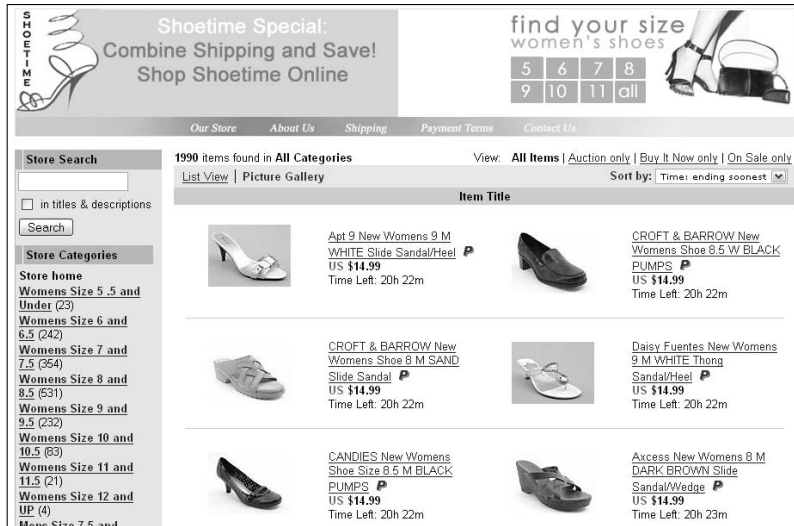 SHOETIME
Shoetime Special:
Combine Shipping and Save!
Shop Shoetime Online
find your size
women's shoes
5 6 7 8
9 10 11 all
Our Store About Us Shipping Payment Terms Contact Us
Store Search
in titles & descriptions
Search
Store Categories
Store home
Womens Size 5 .5 and
Under (23)
Womens Size 6 and
6.5 (242)
Womens Size 7 and
7.5 (354)
Womens Size 8 and
8.5 (531)
Womens Size 9 and
9.5 (232)
Womens Size 10 and
10.5 (83)
Womens Size 11 and
11.5 (21)
Womens Size 12 and
UP (4)
Mens Size 7.5 and
1990 items found in All Categories
View: All Items | Auction only | Buy It Now only | On Sale only
List View | Picture Gallery
Sort by: Time: ending soonest
Item Title
Apt 9 New Womens 9 M
WHITE Slide Sandal/Heel P
US $14.99
Time Left: 20h 22m
CROFT & BARROW New
Womens Shoe 8.5 W BLACK
PUMPS P
US $14.99
Time Left: 20h 22m
CROFT & BARROW New
Womens Shoe 8 M SAND
Slide Sandal P
US $14.99
Time Left: 20h 22m
Daisy Fuentes New Womens
9 M WHITE Thong
Sandal/Heel P
US $14.99
Time Left: 20h 22m
CANDIES New Womens
Shoe Size 8.5 M BLACK
PUMPS P
US $14.99
Time Left: 20h 22m
Axcess New Womens 8 M
DARK BROWN Slide
Sandal/Wedge P
US $14.99
Time Left: 20h 23m